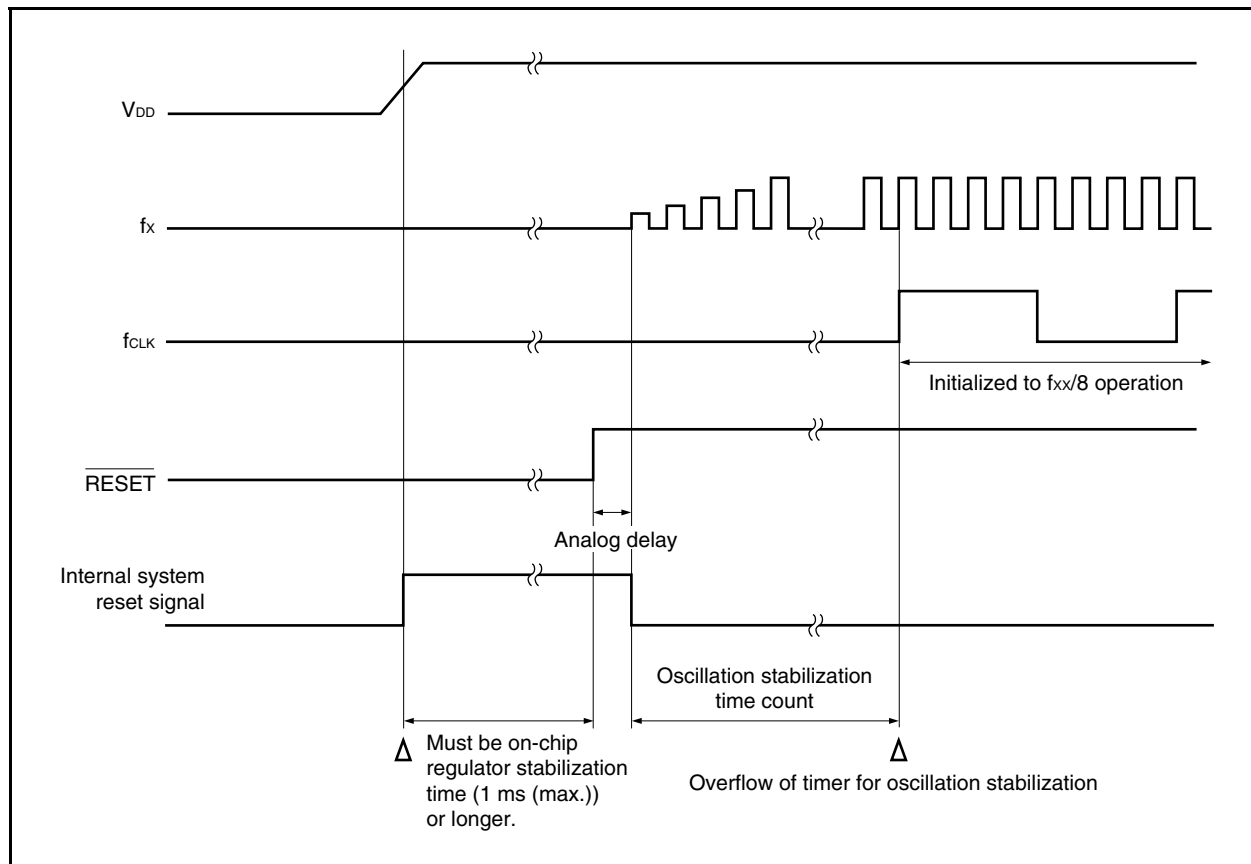 VDD
fX
fCLK
Initialized to fXX/8 operation
RESET
Analog delay
Internal system
reset signal
Oscillation stabilization
time count
Must be on-chip
regulator stabilization
time (1 ms (max.))
or longer.
Overflow of timer for oscillation stabilization